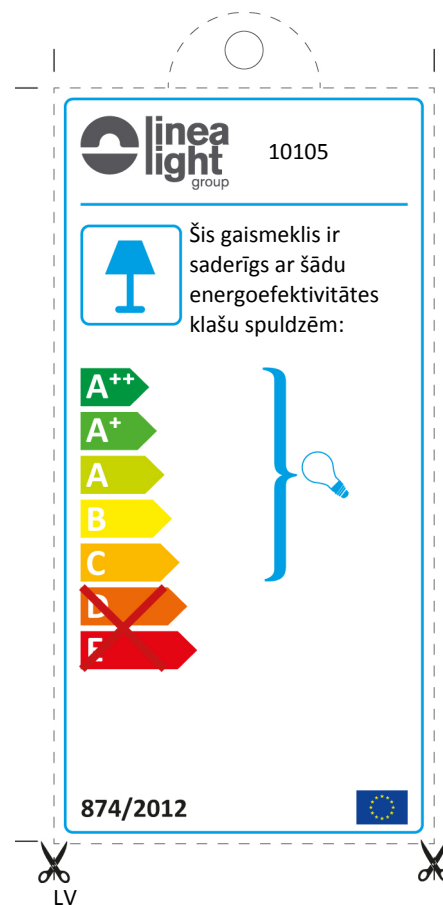 linea
light
group
10105
Šis gaismeklis ir
saderīgs ar šādu
energoefektivitātes
klašu spuldzēm:
A++
A+
A
B
C
D
E
874/2012
LV